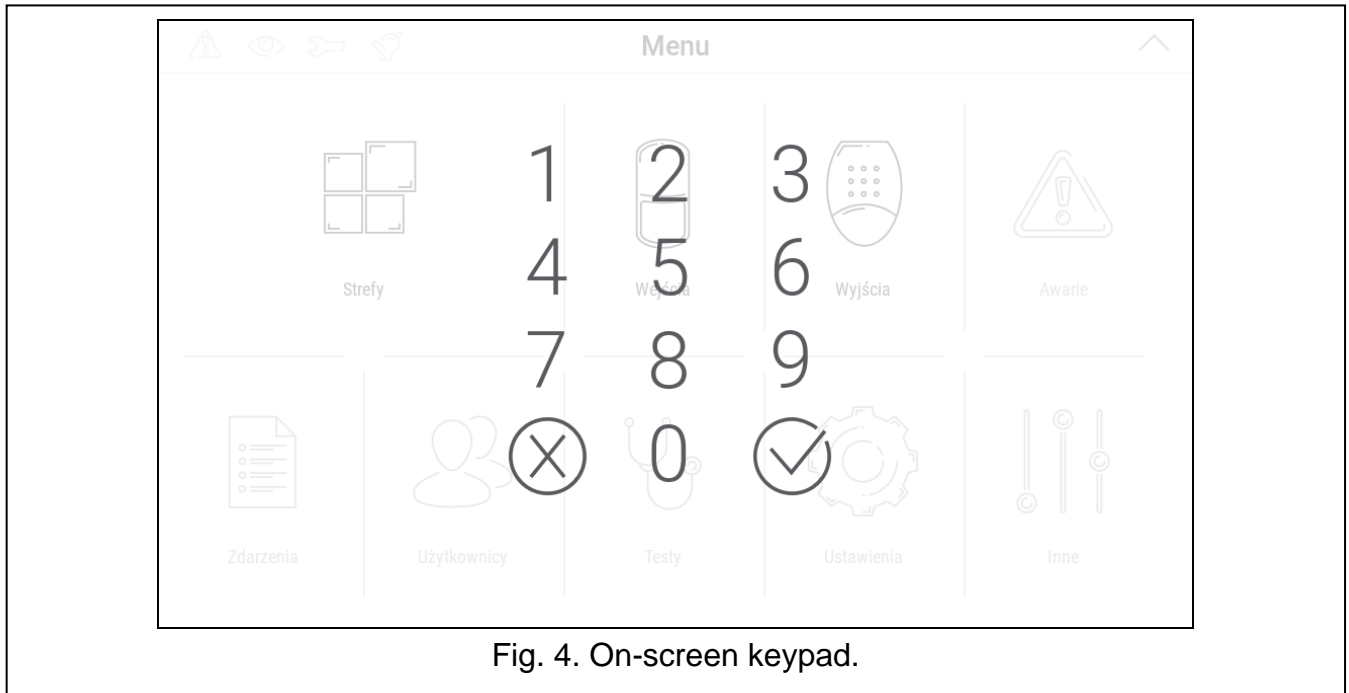 Menu
1 2 3
4 5 6
Strefy Wejścia Wyjścia Awarie
7 8 9
0
Zdarzenia Użytkownicy Testy Ustawienia Inne
Fig. 4. On-screen keypad.